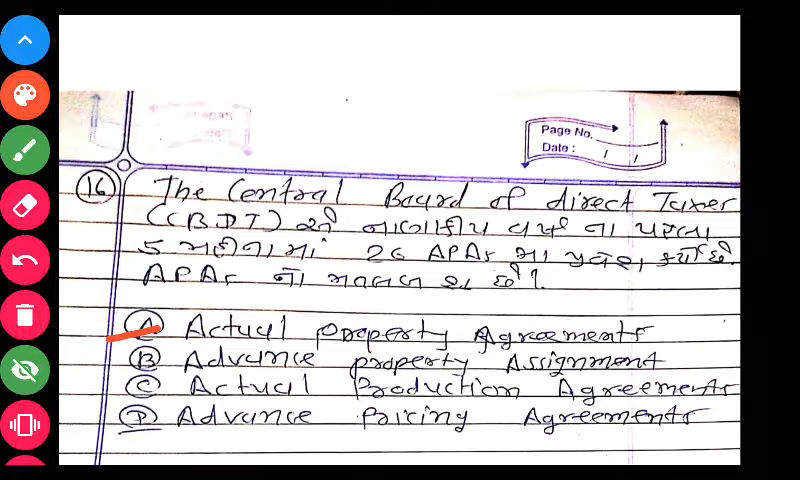 Page No.
Date : / /
16 The Central Board of direct Taxes
(CBDT) એ નાણાકીય વર્ષ ના પહેલા
5 મહીના માં 26 APAs માં પ્રવેશ કર્યો છે.
APAs નો મતલબ શું છે ?
A Actual property Agreements
B Advance property Assignment
C Actual Production Agreements
D Advance Pricing Agreements